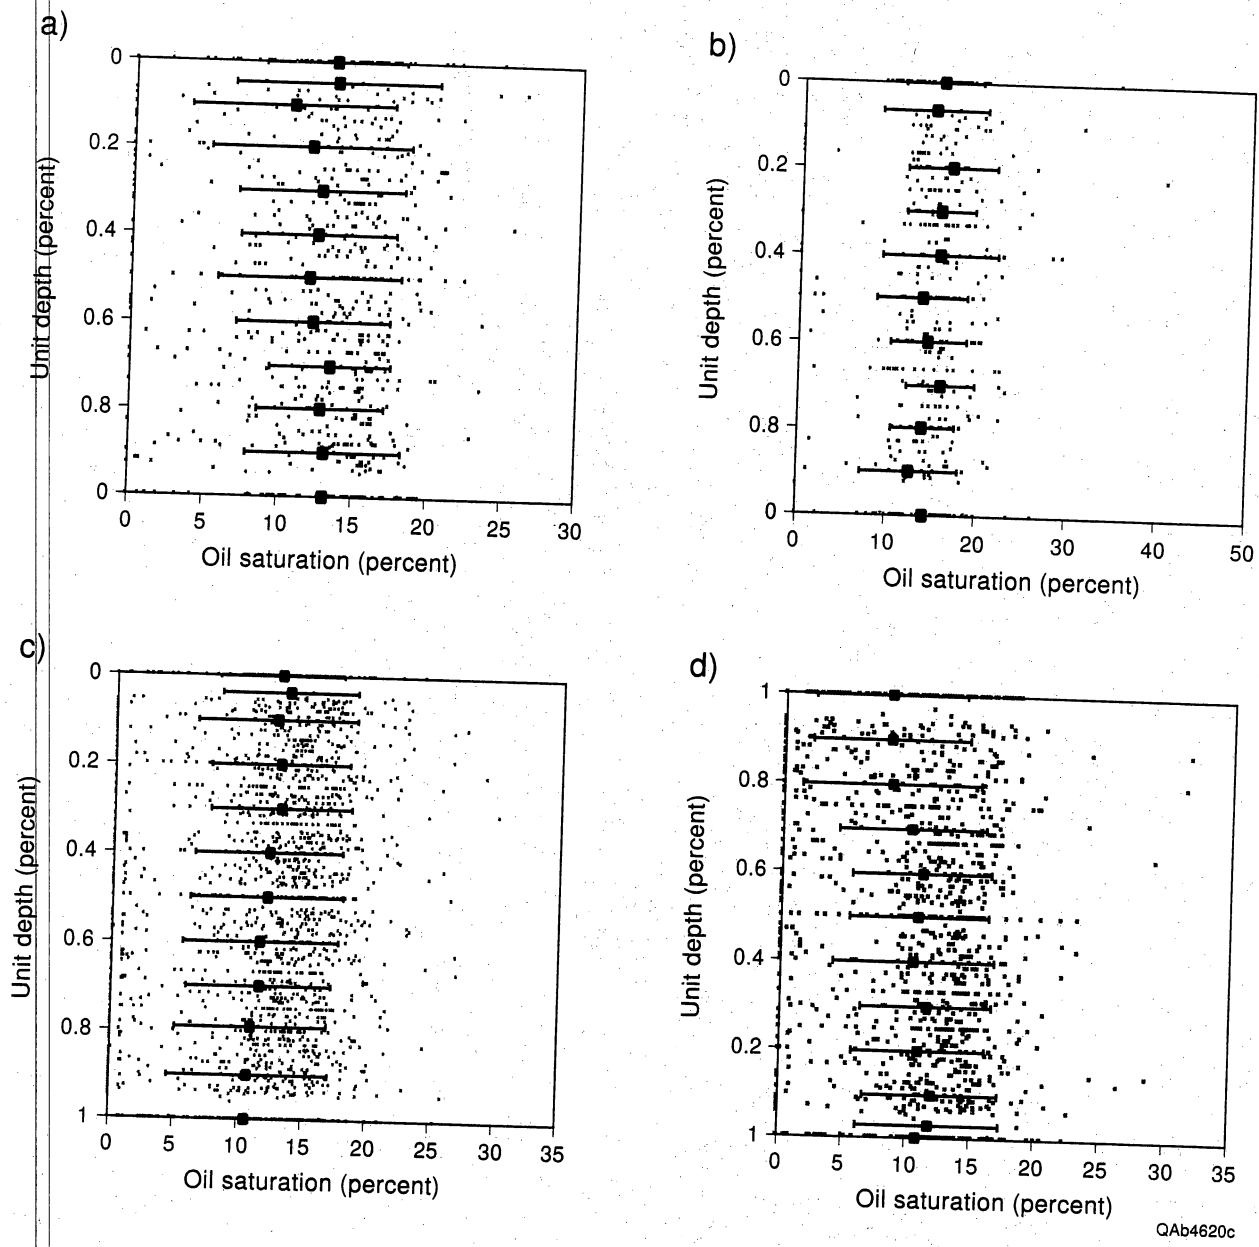 a)
0
0.2
0.4
0.6
0.8
0
Unit depth (percent)
0 5 10 15 20 25 30
Oil saturation (percent)
b)
0
0.2
0.4
0.6
0.8
0
Unit depth (percent)
0 10 20 30 40 50
Oil saturation (percent)
c)
0
0.2
0.4
0.6
0.8
1
Unit depth (percent)
0 5 10 15 20 25 30 35
Oil saturation (percent)
d)
1
0.8
0.6
0.4
0.2
1
Unit depth (percent)
0 5 10 15 20 25 30 35
Oil saturation (percent)
QAb4620c